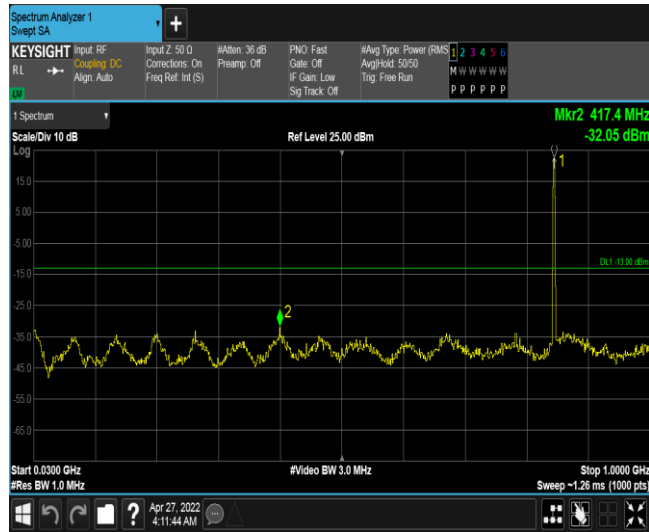 Spectrum Analyzer 1
Swept SA
+
KEYSIGHT
RL
Input: RF
Coupling: DC
Align: Auto
Input Z: 50 Ω
Corrections: On
Freq Ref: Int (S)
#Atten: 36 dB
Preamp: Off
PNO: Fast
Gate: Off
IF Gain: Low
Sig Track: Off
#Avg Type: Power (RMS
Avg|Hold: 50/50
Trig: Free Run
1 2 3 4 5 6
M W W W W W
P P P P P P
1 Spectrum
Mkr2 417.4 MHz
Scale/Div 10 dB
Ref Level 25.00 dBm
-32.05 dBm
Log
1
15.0
5.00
-5.00
DL1 -13.00 dBm
-15.0
-25.0
2
-35.0
-45.0
-55.0
-65.0
Start 0.0300 GHz
#Video BW 3.0 MHz
Stop 1.0000 GHz
#Res BW 1.0 MHz
Sweep ~1.26 ms (1000 pts)
?
Apr 27, 2022
4:11:44 AM